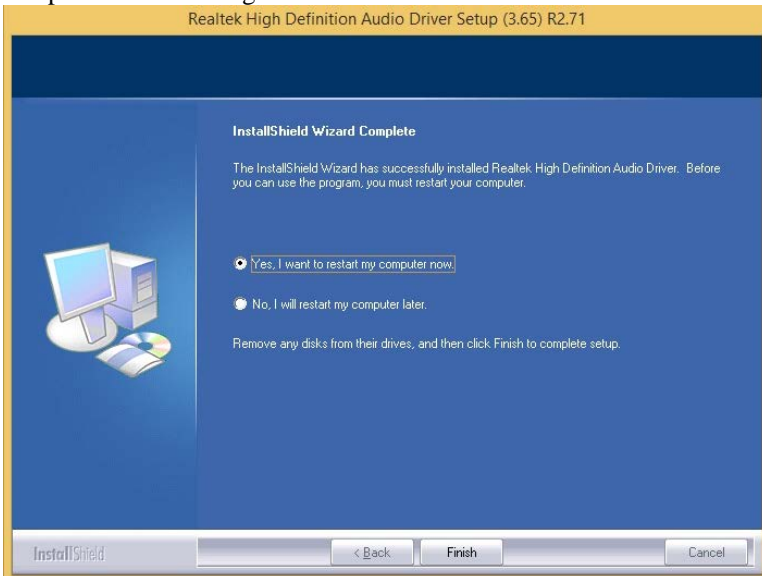 Realtek High Definition Audio Driver Setup (3.65) R2.71
InstallShield Wizard Complete
The InstallShield Wizard has successfully installed Realtek High Definition Audio Driver. Before
you can use the program, you must restart your computer.
Yes, I want to restart my computer now.
No, I will restart my computer later.
Remove any disks from their drives, and then click Finish to complete setup.
InstallShield
< Back
Finish
Cancel